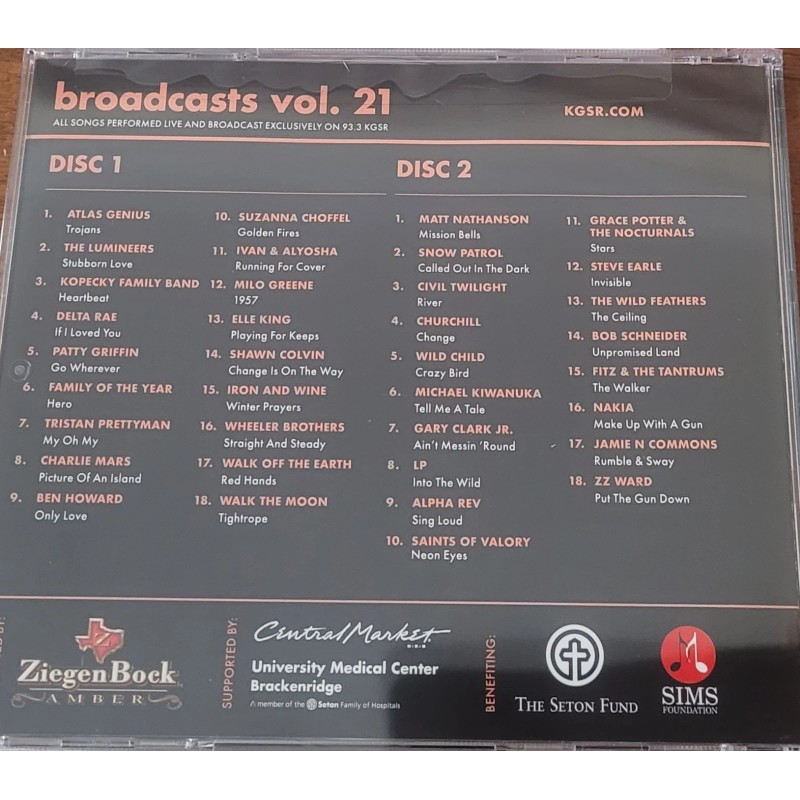 broadcasts vol. 21
ALL SONGS PERFORMED LIVE AND BROADCAST EXCLUSIVELY ON 93.3 KGSR
KGSR.COM
DISC 1
1. ATLAS GENIUS
Trojans
2. THE LUMINEERS
Stubborn Love
3. KOPECKY FAMILY BAND
Heartbeat
4. DELTA RAE
If I Loved You
5. PATTY GRIFFIN
Go Wherever
6. FAMILY OF THE YEAR
Hero
7. TRISTAN PRETTYMAN
My Oh My
8. CHARLIE MARS
Picture Of An Island
9. BEN HOWARD
Only Love
10. SUZANNA CHOFFEL
Golden Fires
11. IVAN & ALYOSHA
Running For Cover
12. MILO GREENE
1957
13. ELLE KING
Playing For Keeps
14. SHAWN COLVIN
Change Is On The Way
15. IRON AND WINE
Winter Prayers
16. WHEELER BROTHERS
Straight And Steady
17. WALK OFF THE EARTH
Red Hands
18. WALK THE MOON
Tightrope
DISC 2
1. MATT NATHANSON
Mission Bells
2. SNOW PATROL
Called Out In The Dark
3. CIVIL TWILIGHT
River
4. CHURCHILL
Change
5. WILD CHILD
Crazy Bird
6. MICHAEL KIWANUKA
Tell Me A Tale
7. GARY CLARK JR.
Ain't Messin 'Round
8. LP
Into The Wild
9. ALPHA REV
Sing Loud
10. SAINTS OF VALORY
Neon Eyes
11. GRACE POTTER &
THE NOCTURNALS
Stars
12. STEVE EARLE
Invisible
13. THE WILD FEATHERS
The Ceiling
14. BOB SCHNEIDER
Unpromised Land
15. FITZ & THE TANTRUMS
The Walker
16. NAKIA
Make Up With A Gun
17. JAMIE N COMMONS
Rumble & Sway
18. ZZ WARD
Put The Gun Down
BY:
ZiegenBock
AMBER
SUPPORTED BY:
Central Market
University Medical Center
Brackenridge
A member of the Seton Family of Hospitals
BENEFITING:
THE SETON FUND
SIMS
FOUNDATION